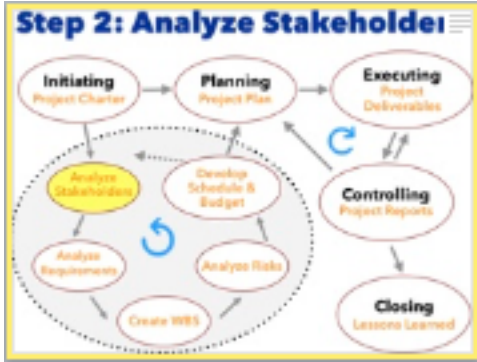 Step 2: Analyze Stakeholder
Initiating
Project Charter
Planning
Project Plan
Executing
Project
Deliverables
Analyze
Stakeholders
Develop
Schedule &
Budget
Controlling
Project Reports
Analyze
Requirements
Analyze Risks
Create WBS
Closing
Lessons Learned